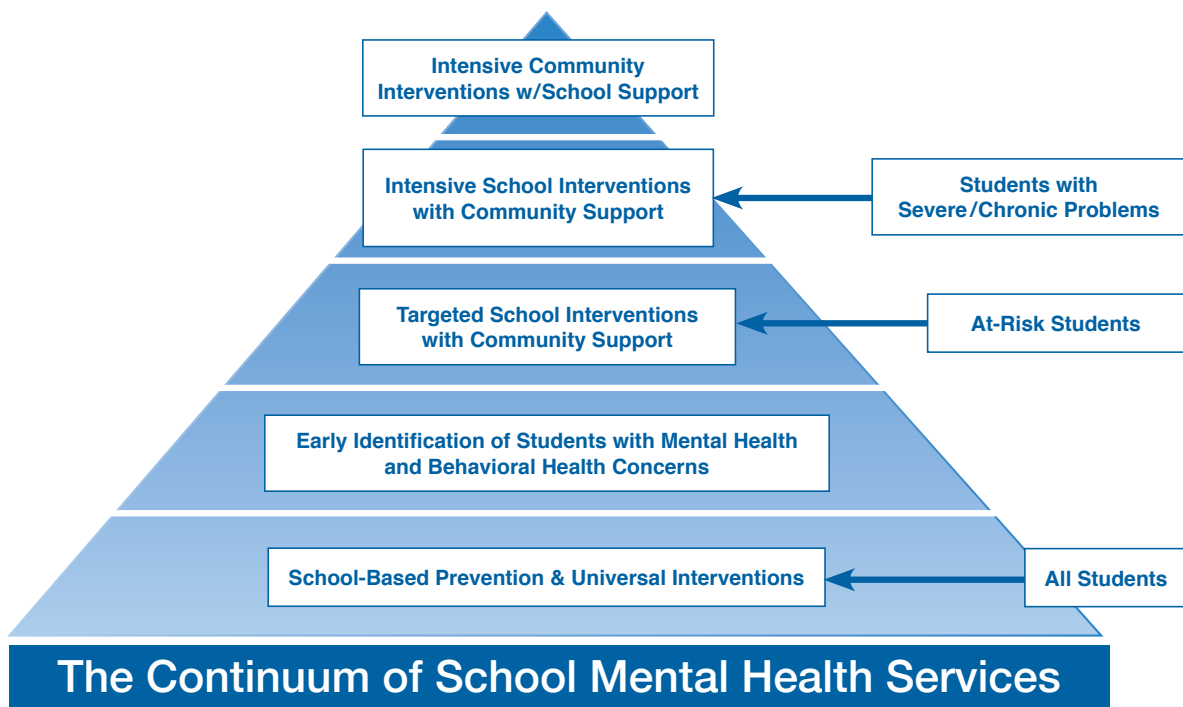 Intensive Community
Interventions w/School Support
Intensive School Interventions
with Community Support
Students with
Severe/Chronic Problems
Targeted School Interventions
with Community Support
At-Risk Students
Early Identification of Students with Mental Health
and Behavioral Health Concerns
School-Based Prevention & Universal Interventions
All Students
The Continuum of School Mental Health Services